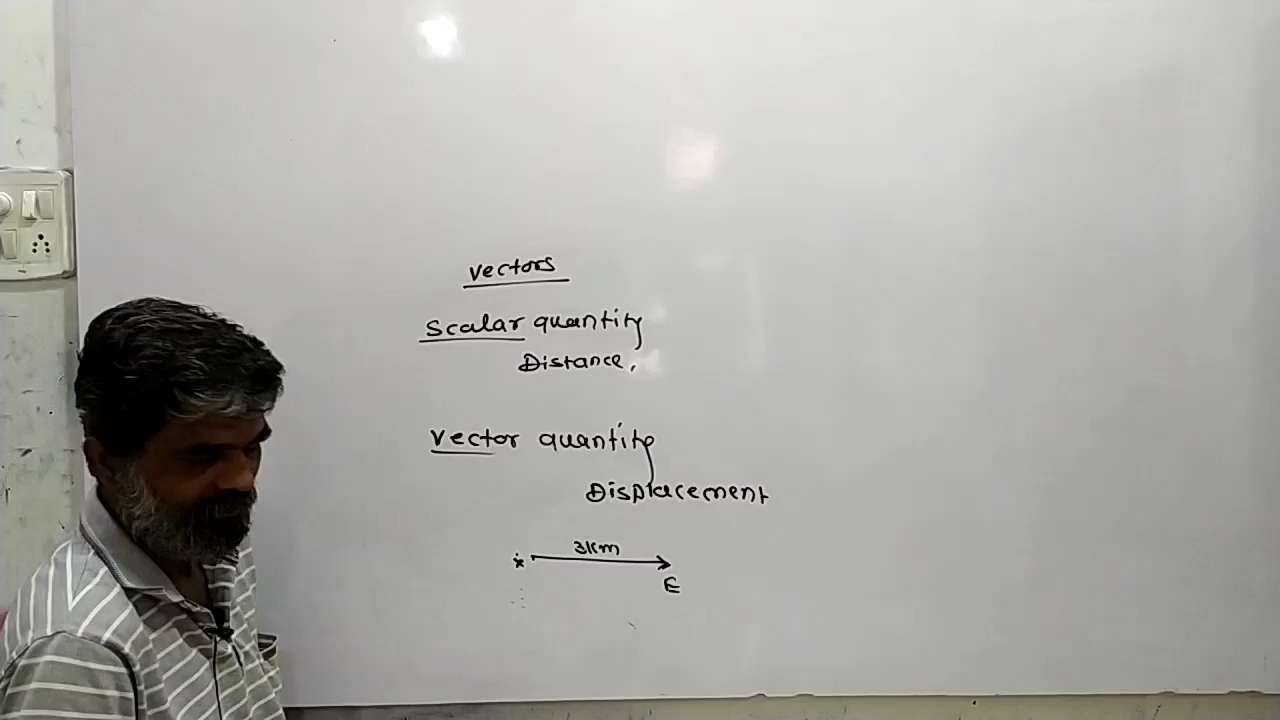 vectors
Scalar quantity
Distance,
vector quantity
Displacement
3km
E